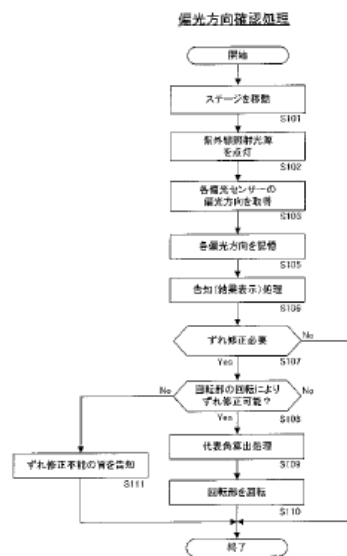 偏光方向確認処理
開始
ステージを移動
S101
紫外線照射光源
を点灯
S102
各偏光センサーの
偏光方向を取得
S103
各偏光方向を記憶
S105
告知(結果表示)処理
S106
ずれ修正必要
No
Yes
S107
回転部の回転により
ずれ修正可能?
No
No
Yes
S108
代表角算出処理
S109
ずれ修正不能の旨を告知
S111
回転部を回転
S110
終了